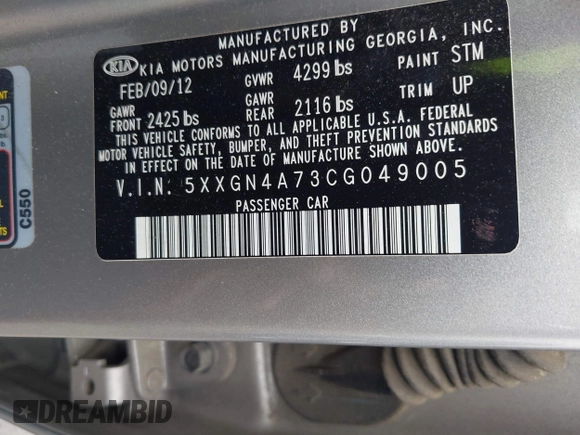 MANUFACTURED BY
KIA
KIA MOTORS MANUFACTURING GEORGIA, INC.
FEB/09/12 GVWR 4299 lbs PAINT STM
GAWR FRONT 2425 lbs GAWR REAR 2116 lbs TRIM UP
THIS VEHICLE CONFORMS TO ALL APPLICABLE U.S.A. FEDERAL
MOTOR VEHICLE SAFETY, BUMPER, AND THEFT PREVENTION STANDARDS
IN EFFECT ON THE DATE OF MANUFACTURE SHOWN ABOVE.
V.I.N: 5XXGN4A73CG049005
PASSENGER CAR
C550
DREAMBID